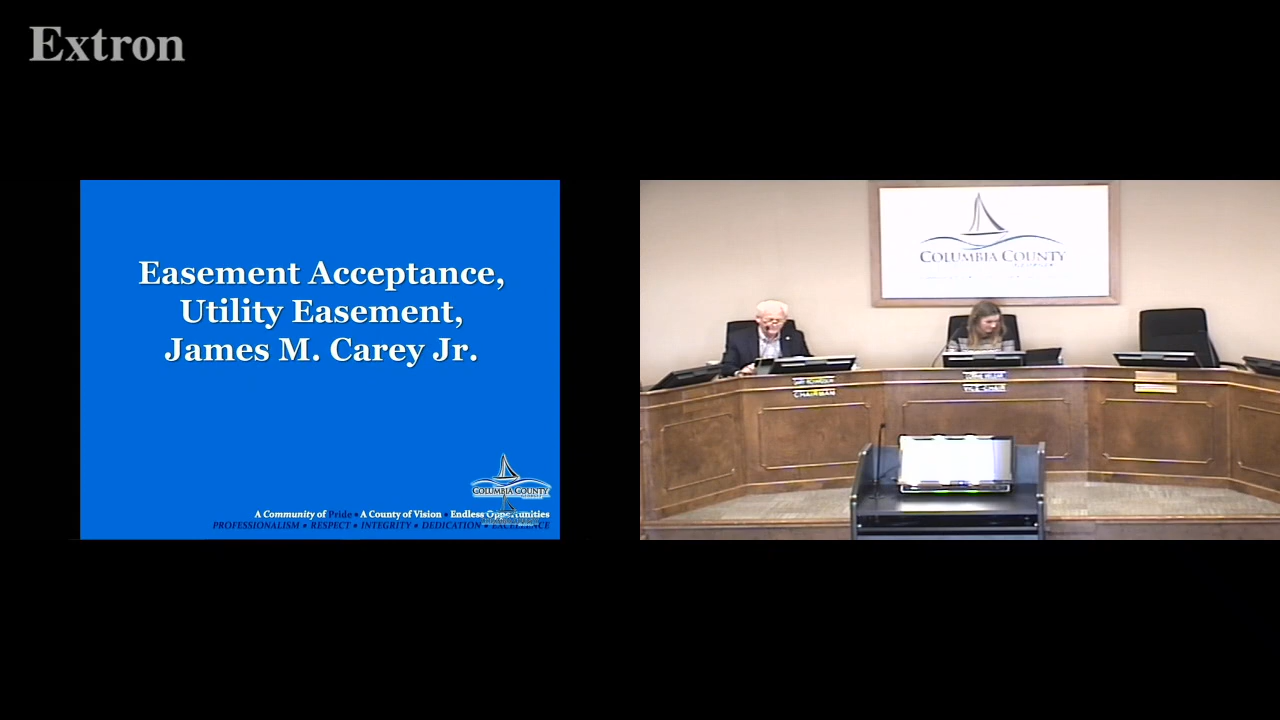 Extron
Easement Acceptance,
Utility Easement,
James M. Carey Jr.
COLUMBIA COUNTY
A Community of Pride • A County of Vision • Endless Opportunities
PROFESSIONALISM • RESPECT • INTEGRITY • DEDICATION • EXCELLENCE
COLUMBIA COUNTY
CHAIRMAN